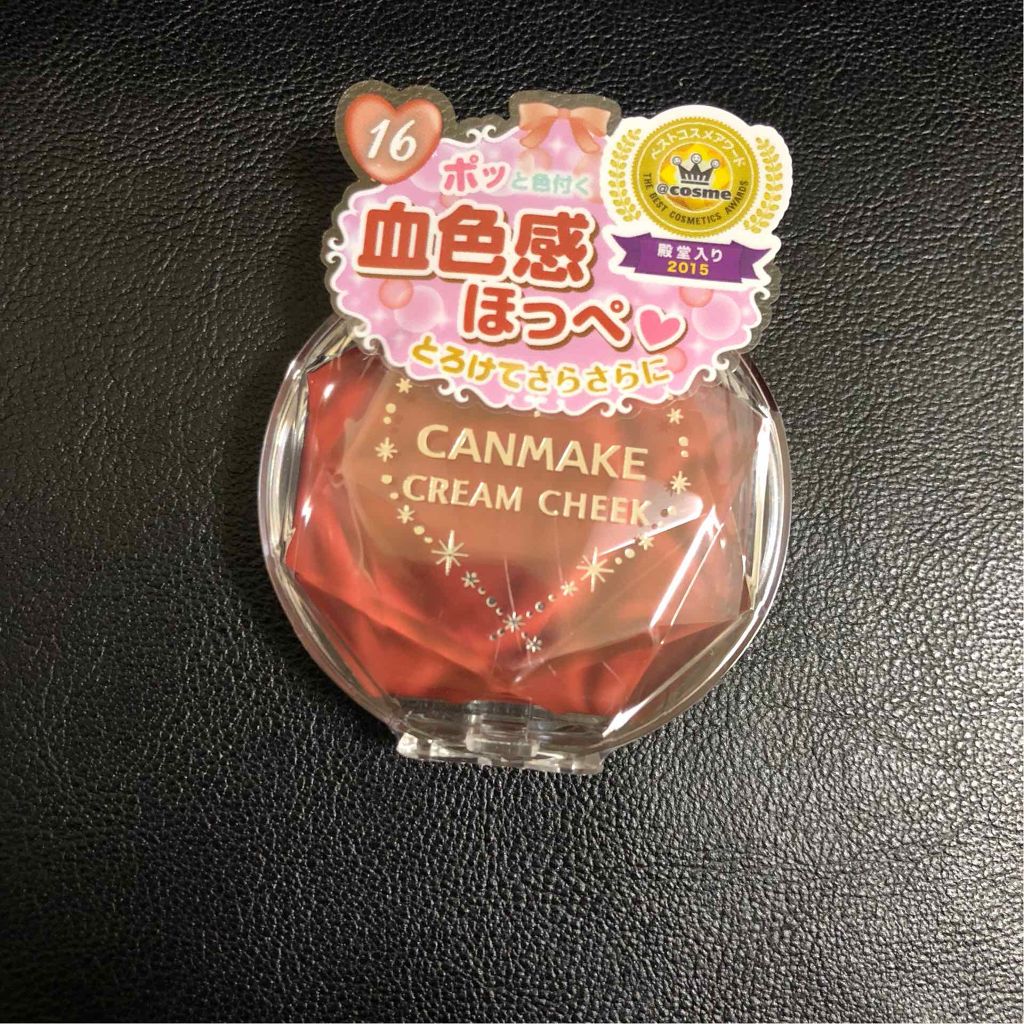 16
ポッと色付く
血色感
ほっぺ♥
とろけてさらさらに
ベストコスメアワード
@cosme
THE BEST COSMETICS AWARDS
殿堂入り
2015
CANMAKE
CREAM CHEEK